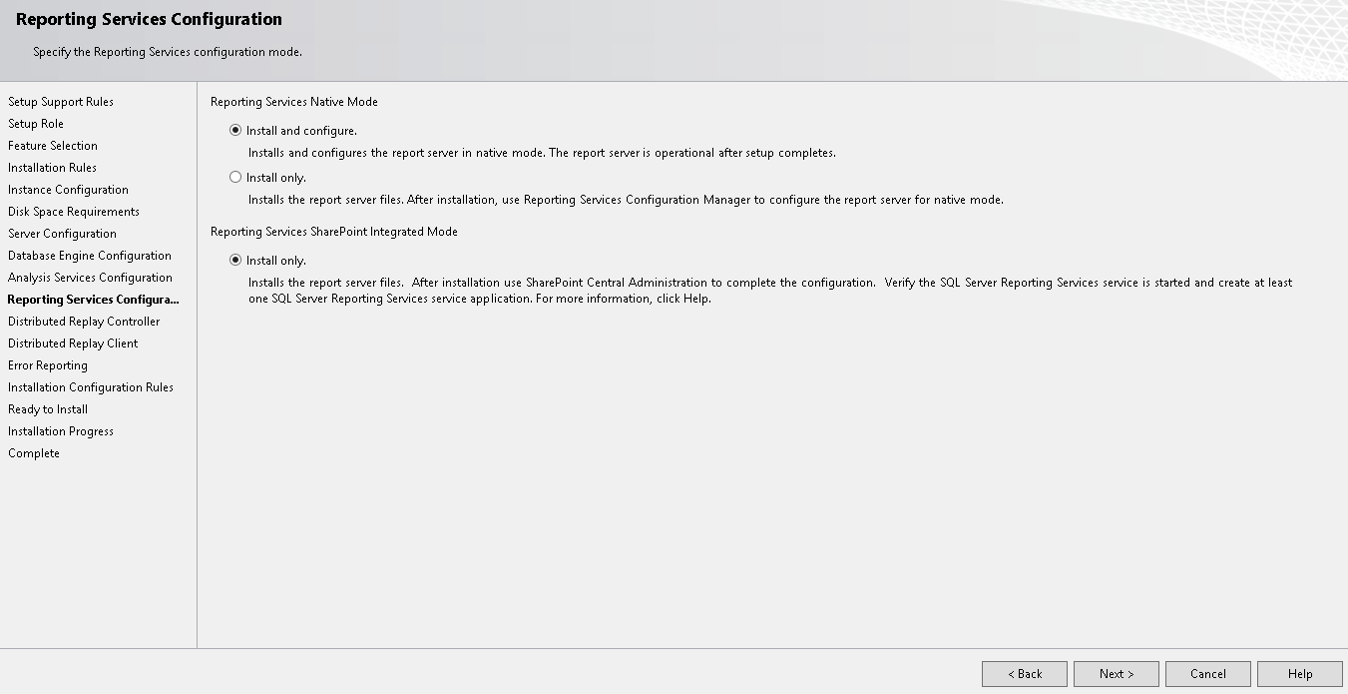 Reporting Services Configuration
Specify the Reporting Services configuration mode.
Setup Support Rules
Setup Role
Feature Selection
Installation Rules
Instance Configuration
Disk Space Requirements
Server Configuration
Database Engine Configuration
Analysis Services Configuration
Reporting Services Configura...
Distributed Replay Controller
Distributed Replay Client
Error Reporting
Installation Configuration Rules
Ready to Install
Installation Progress
Complete
Reporting Services Native Mode
Install and configure.
Installs and configures the report server in native mode. The report server is operational after setup completes.
Install only.
Installs the report server files. After installation, use Reporting Services Configuration Manager to configure the report server for native mode.
Reporting Services SharePoint Integrated Mode
Install only.
Installs the report server files. After installation use SharePoint Central Administration to complete the configuration. Verify the SQL Server Reporting Services service is started and create at least
one SQL Server Reporting Services service application. For more information, click Help.
< Back
Next >
Cancel
Help